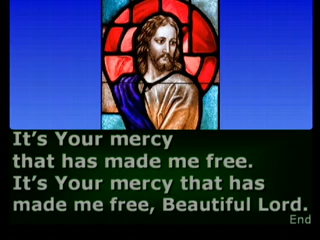 It's Your mercy
that has made me free.
It's Your mercy that has
made me free, Beautiful Lord.
End